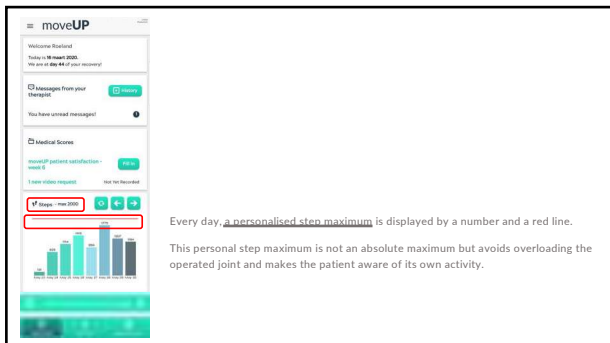 moveUP
Welcome Roeland
Today is 16 maart 2020.
We are at day 44 of your recovery!
Messages from your therapist
History
You have unread messages!
Medical Scores
moveUP patient satisfaction - week 6
Fill in
1 new video request
Not Yet Recorded
Steps - max 2000
Every day, a personalised step maximum is displayed by a number and a red line.
This personal step maximum is not an absolute maximum but avoids overloading the
operated joint and makes the patient aware of its own activity.